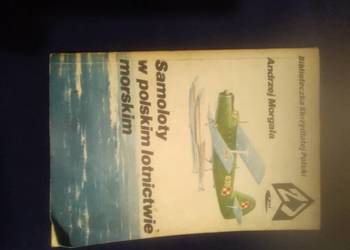 Biblioteczka Skrzydlatej Polski
Andrzej Morgała
Samoloty
w polskim lotnictwie
morskim